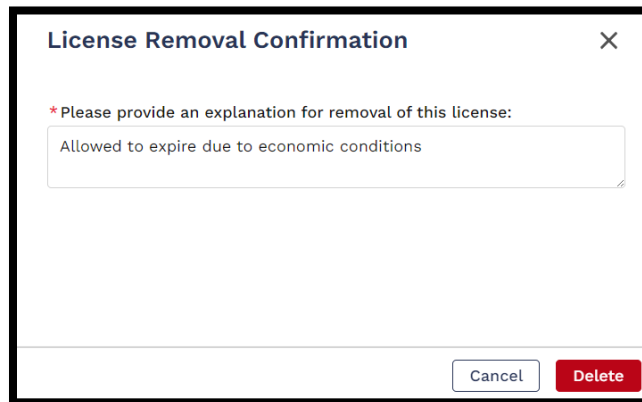 License Removal Confirmation
*Please provide an explanation for removal of this license:
Allowed to expire due to economic conditions
Cancel
Delete